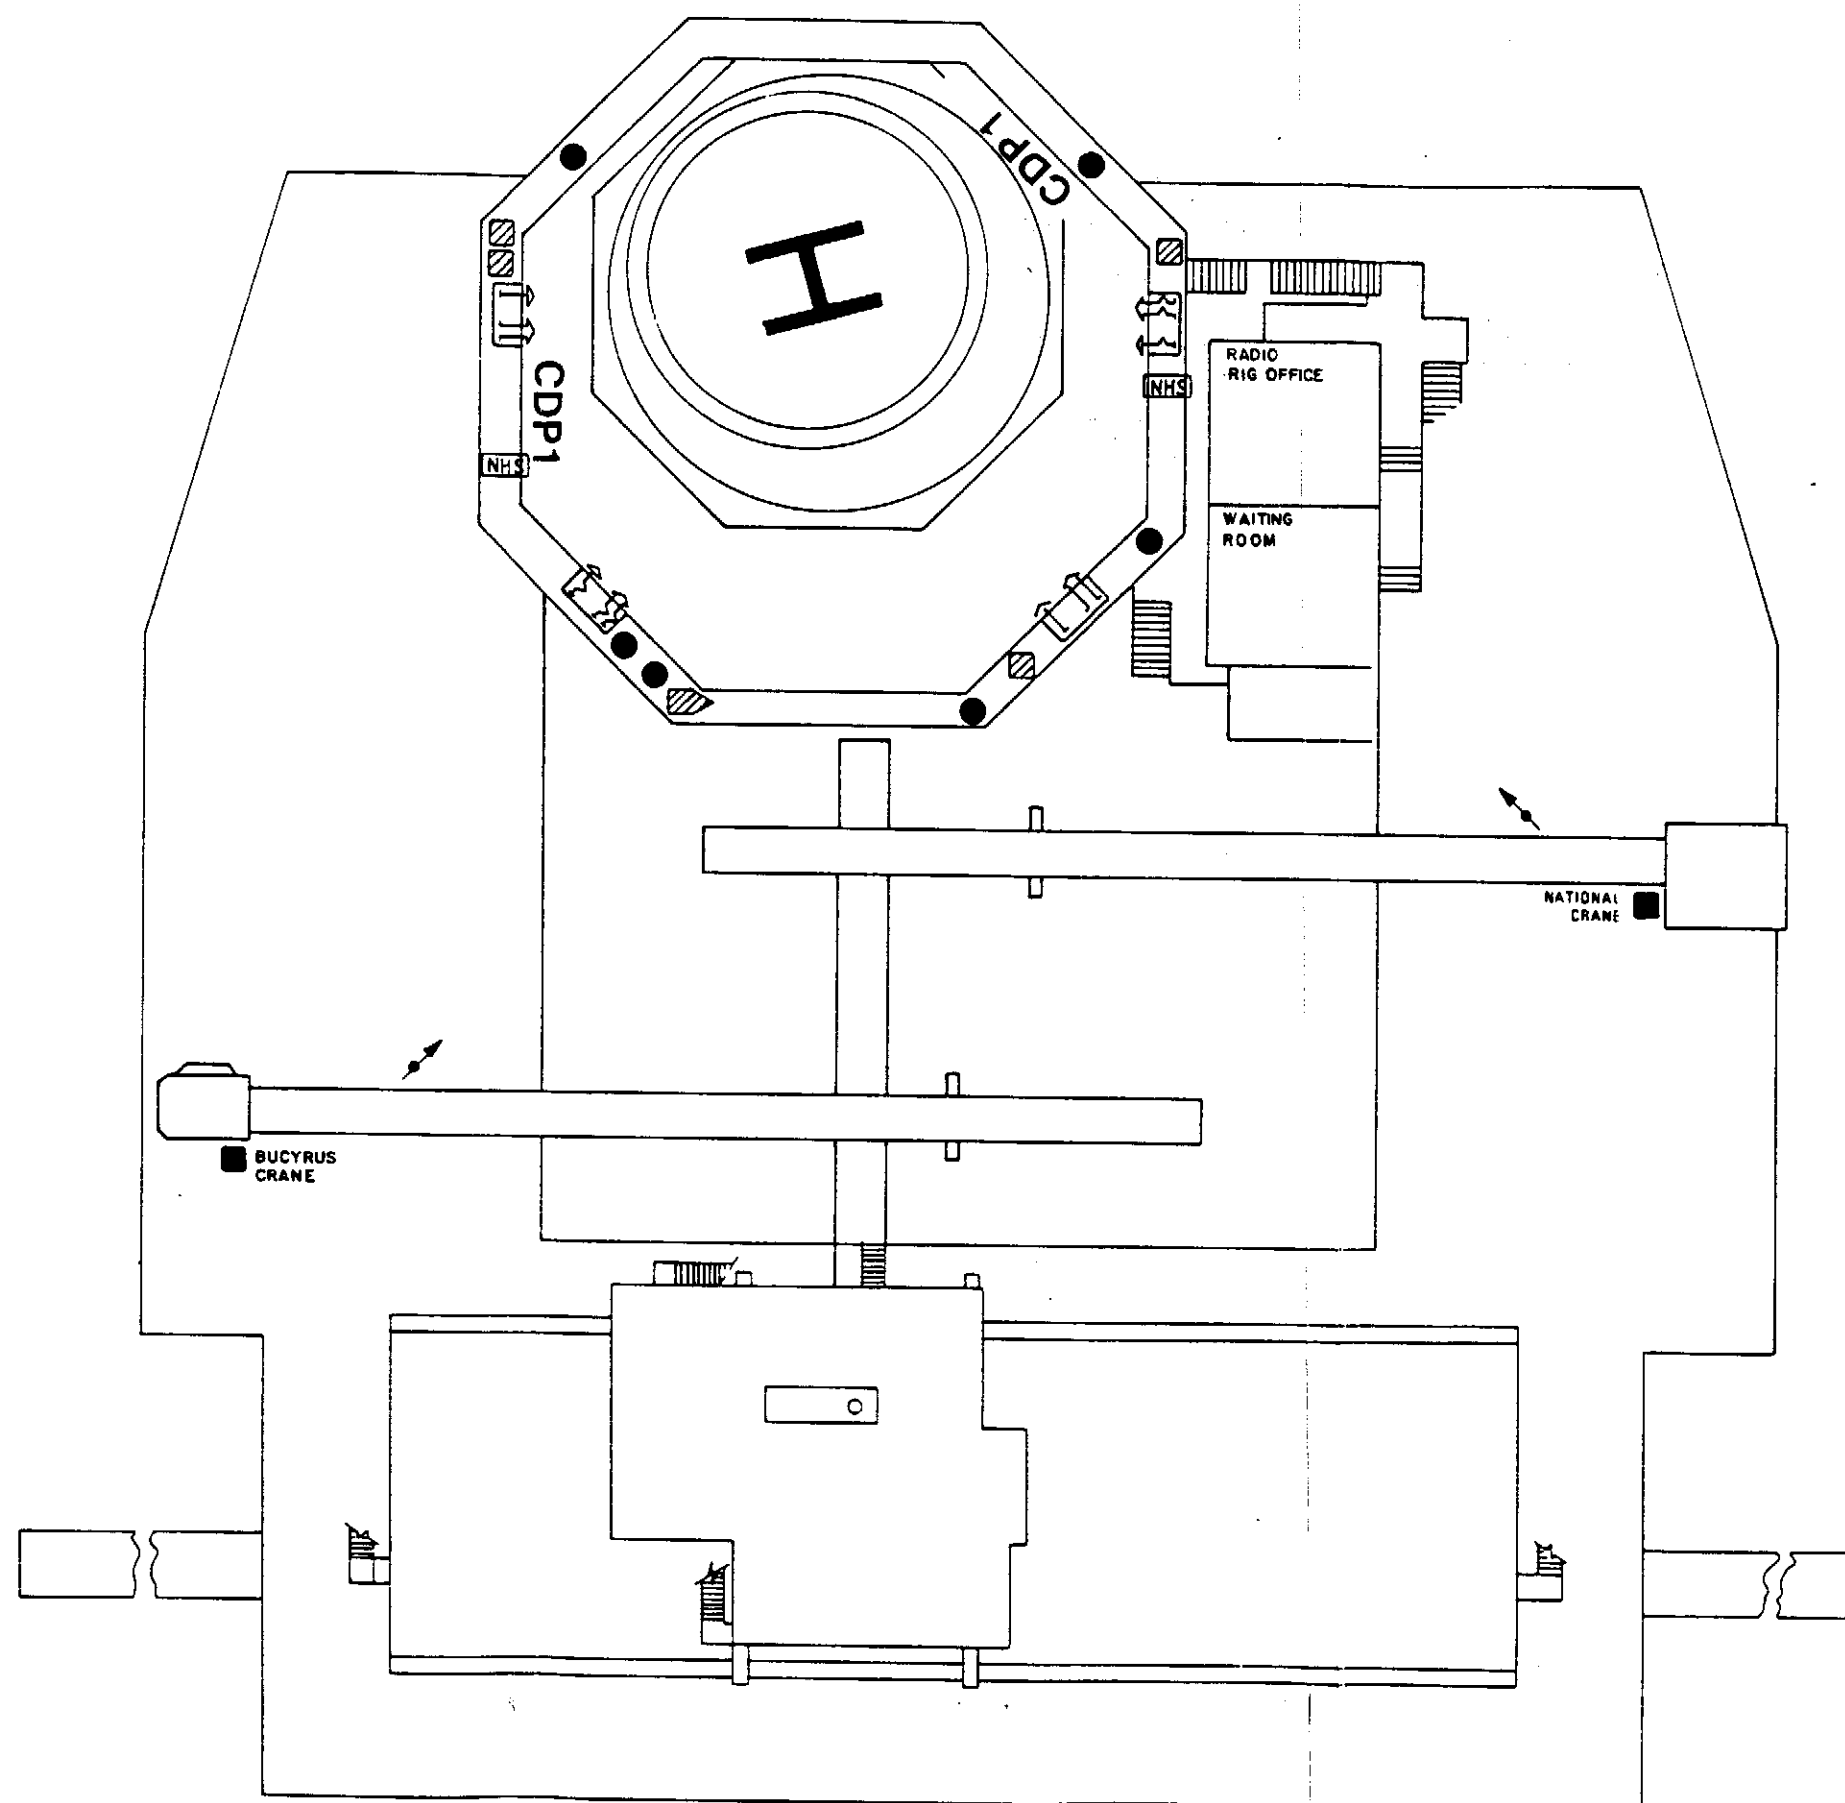 H
CDP1
RADIO
RIG OFFICE
NHS
CDP1
NHS
WAITING
ROOM
NATIONAL
CRANE
BUCYRUS
CRANE